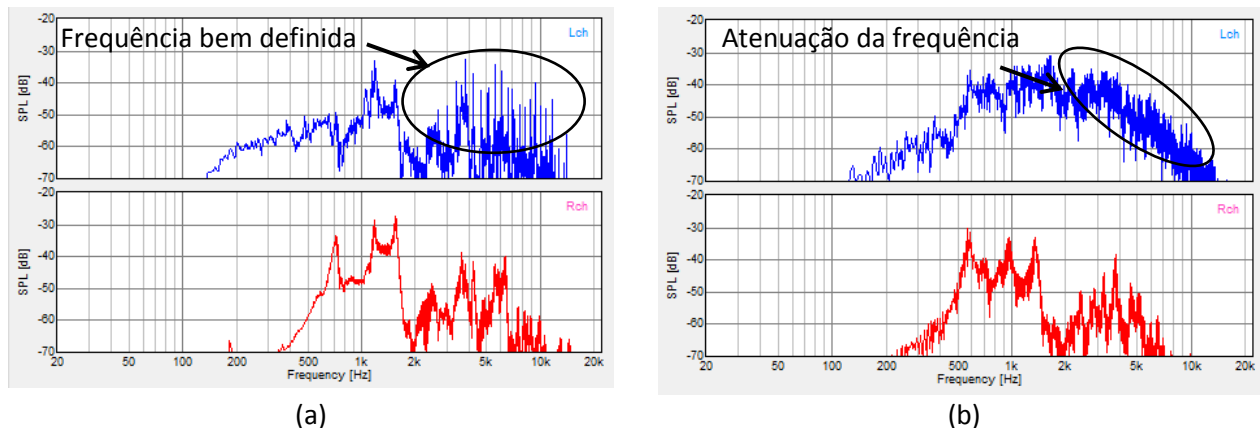 Frequência bem definida
Lch
SPL [dB]
-20
-30
-40
-50
-60
-70
Rch
SPL [dB]
-20
-30
-40
-50
-60
-70
20 50 100 200 500 1k 2k 5k 10k 20k
Frequency [Hz]
(a)
Atenuação da frequência
Lch
SPL [dB]
-20
-30
-40
-50
-60
-70
Rch
SPL [dB]
-20
-30
-40
-50
-60
-70
20 50 100 200 500 1k 2k 5k 10k 20k
Frequency [Hz]
(b)